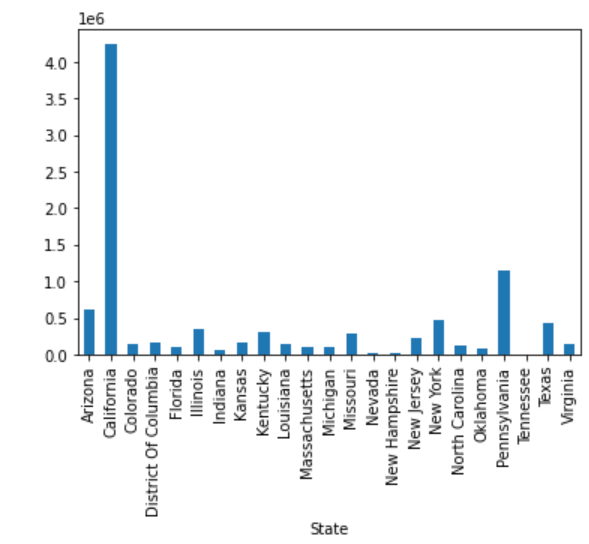 1e6
4.0
3.5
3.0
2.5
2.0
1.5
1.0
0.5
0.0
Arizona
California
Colorado
District Of Columbia
Florida
Illinois
Indiana
Kansas
Kentucky
Louisiana
Massachusetts
Michigan
Missouri
Nevada
New Hampshire
New Jersey
New York
North Carolina
Oklahoma
Pennsylvania
Tennessee
Texas
Virginia
State